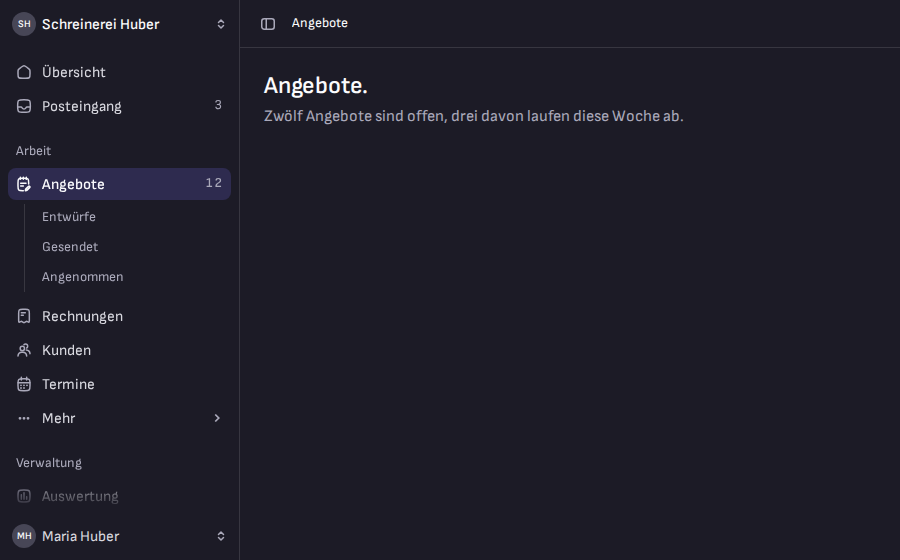 SH Schreinerei Huber
Übersicht
Posteingang 3
Arbeit
Angebote 12
Entwürfe
Gesendet
Angenommen
Rechnungen
Kunden
Termine
Mehr
Verwaltung
Auswertung
MH Maria Huber
Angebote
Angebote.
Zwölf Angebote sind offen, drei davon laufen diese Woche ab.